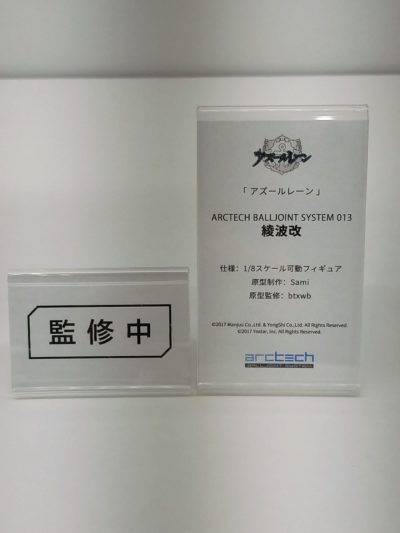 アズールレーン
「アズールレーン」
ARCTECH BALLJOINT SYSTEM 013
綾波改
仕様：1/8スケール可動フィギュア
原型制作：Sami
原型監修：btxwb
©2017 Manjuu Co.,Ltd. & YongShi Co.,Ltd. All Rights Reserved.
©2017 Yostar, Inc. All Rights Reserved.
arctech
BALL JOINT SYSTEM
監修中